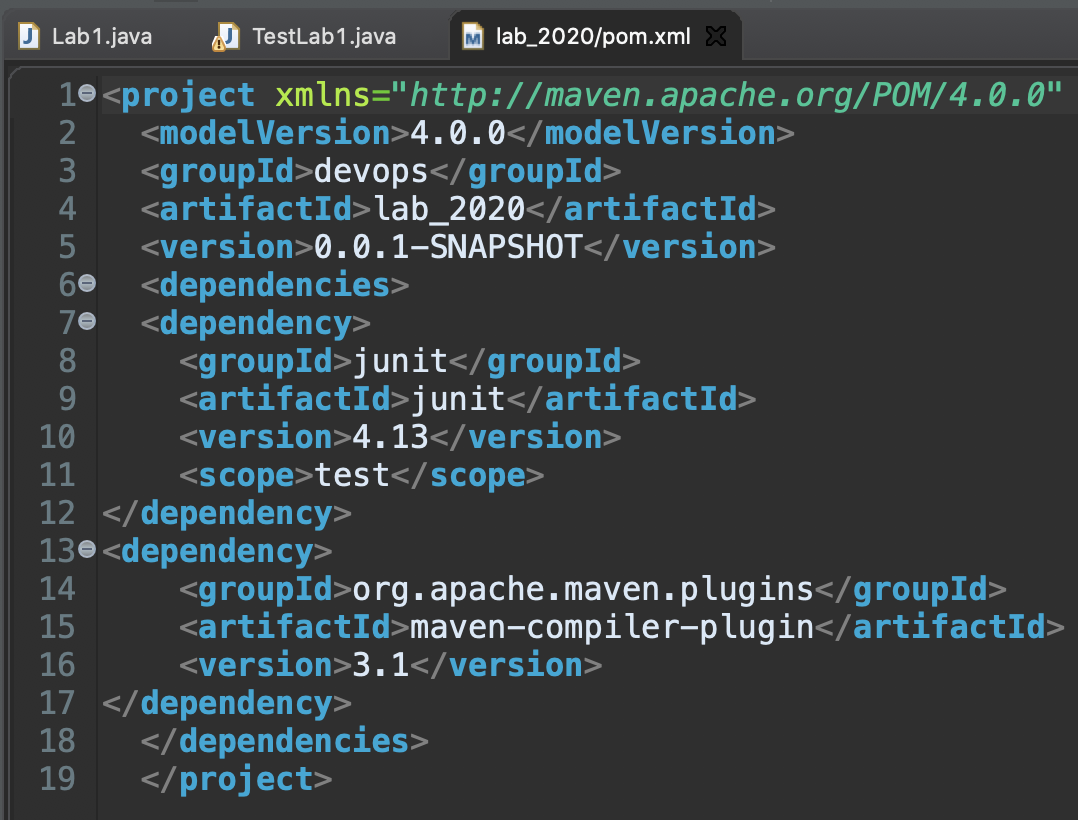 Lab1.java TestLab1.java lab_2020/pom.xml
1 <project xmlns="http://maven.apache.org/POM/4.0.0"
2 <modelVersion>4.0.0</modelVersion>
3 <groupId>devops</groupId>
4 <artifactId>lab_2020</artifactId>
5 <version>0.0.1-SNAPSHOT</version>
6 <dependencies>
7 <dependency>
8 <groupId>junit</groupId>
9 <artifactId>junit</artifactId>
10 <version>4.13</version>
11 <scope>test</scope>
12 </dependency>
13 <dependency>
14 <groupId>org.apache.maven.plugins</groupId>
15 <artifactId>maven-compiler-plugin</artifactId>
16 <version>3.1</version>
17 </dependency>
18 </dependencies>
19 </project>